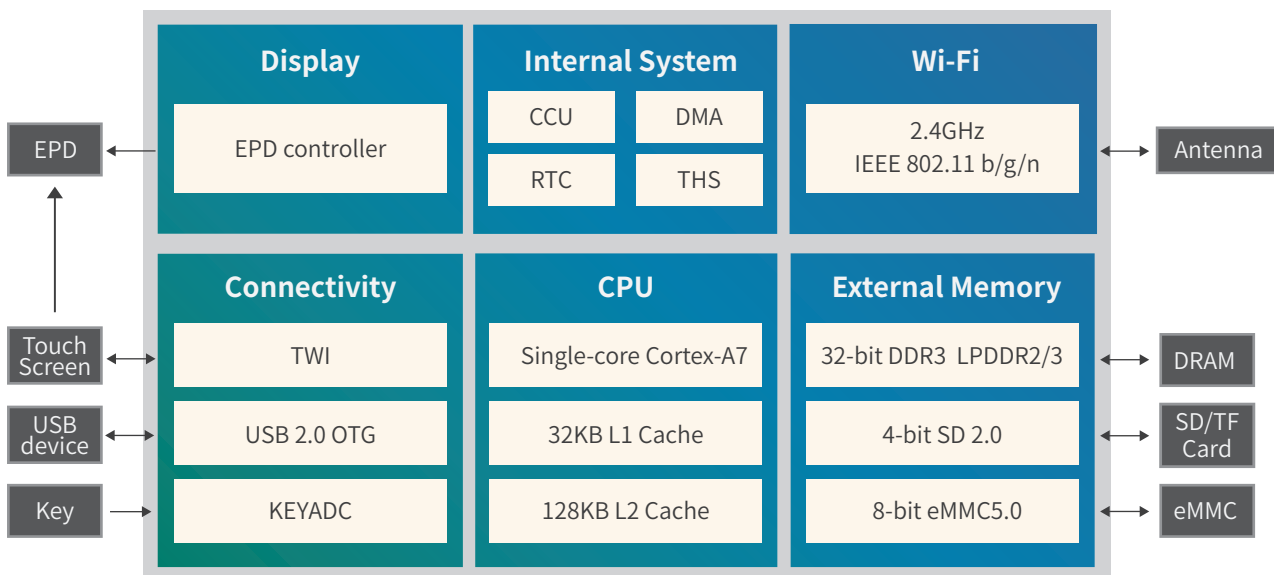 Display
EPD controller
Internal System
CCU
DMA
RTC
THS
Wi-Fi
2.4GHz
IEEE 802.11 b/g/n
EPD
Antenna
Connectivity
TWI
USB 2.0 OTG
KEYADC
CPU
Single-core Cortex-A7
32KB L1 Cache
128KB L2 Cache
External Memory
32-bit DDR3 LPDDR2/3
4-bit SD 2.0
8-bit eMMC5.0
Touch
Screen
USB
device
Key
DRAM
SD/TF
Card
eMMC